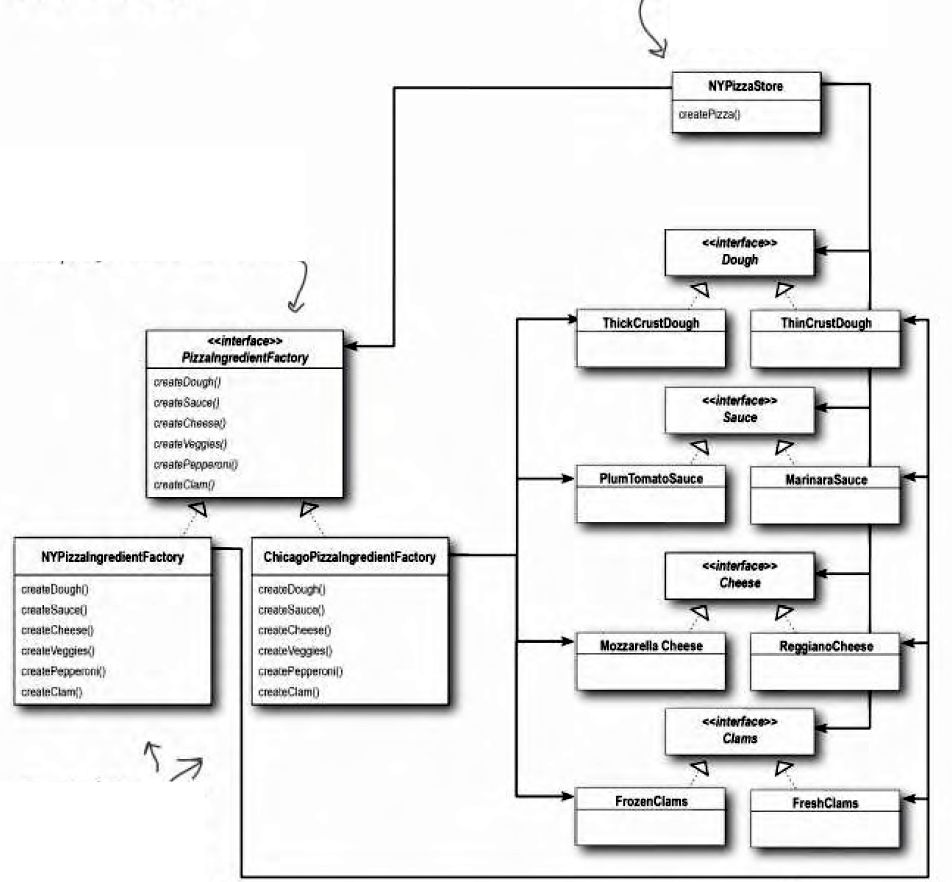 NYPizzaStore
createPizza()
<<interface>>
Dough
ThickCrustDough
ThinCrustDough
<<interface>>
PizzaIngredientFactory
createDough()
createSauce()
createCheese()
createVeggies()
createPepperoni()
createClam()
<<interface>>
Sauce
PlumTomatoSauce
MarinaraSauce
NYPizzaIngredientFactory
createDough()
createSauce()
createCheese()
createVeggies()
createPepperoni()
createClam()
ChicagoPizzaIngredientFactory
createDough()
createSauce()
createCheese()
createVeggies()
createPepperoni()
createClam()
<<interface>>
Cheese
Mozzarella Cheese
ReggianoCheese
<<interface>>
Clams
FrozenClams
FreshClams